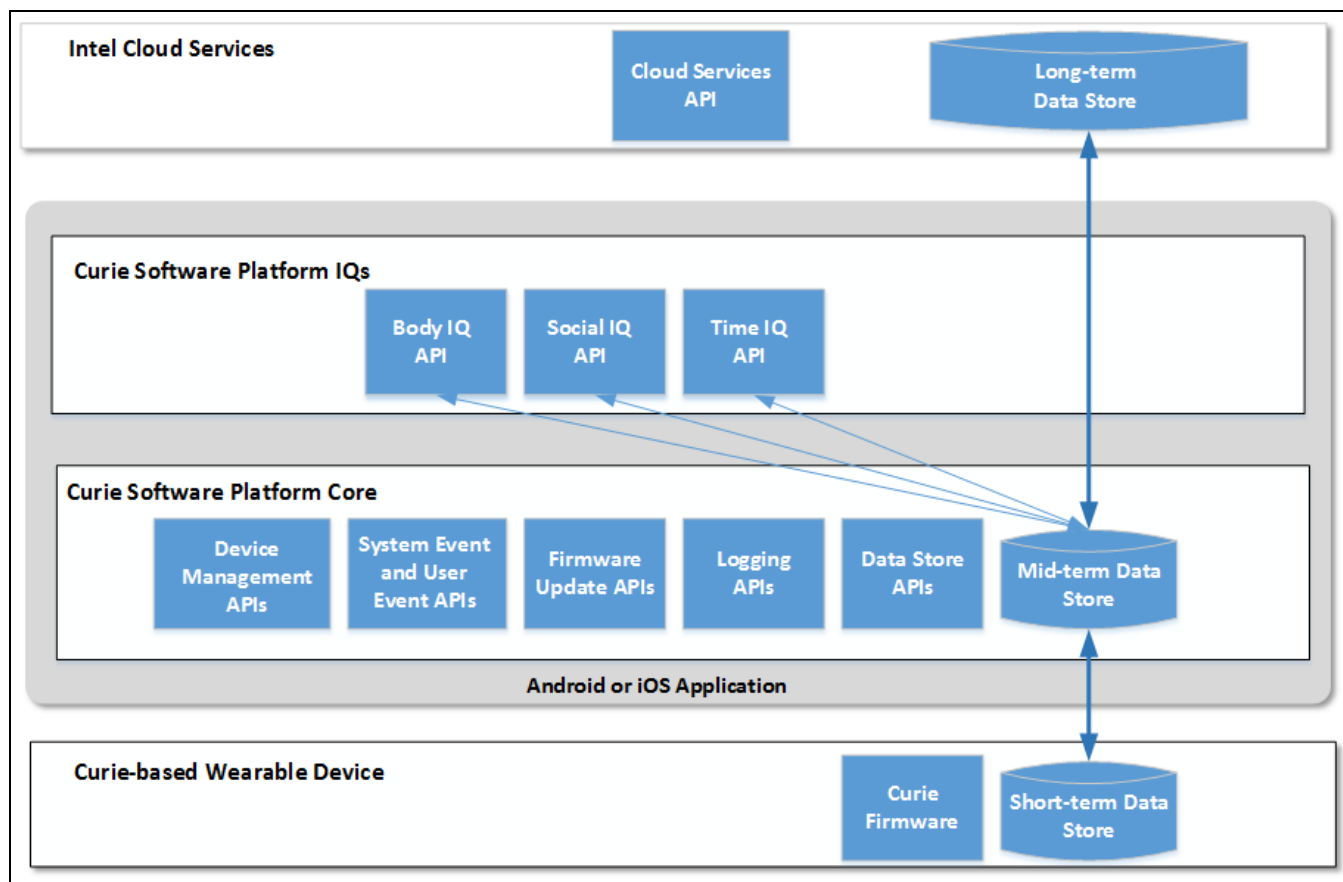 Intel Cloud Services
Cloud Services
API
Long-term
Data Store
Curie Software Platform IQs
Body IQ
API
Social IQ
API
Time IQ
API
Curie Software Platform Core
Device
Management
APIs
System Event
and User
Event APIs
Firmware
Update APIs
Logging
APIs
Data Store
APIs
Mid-term Data
Store
Android or iOS Application
Curie-based Wearable Device
Curie
Firmware
Short-term Data
Store